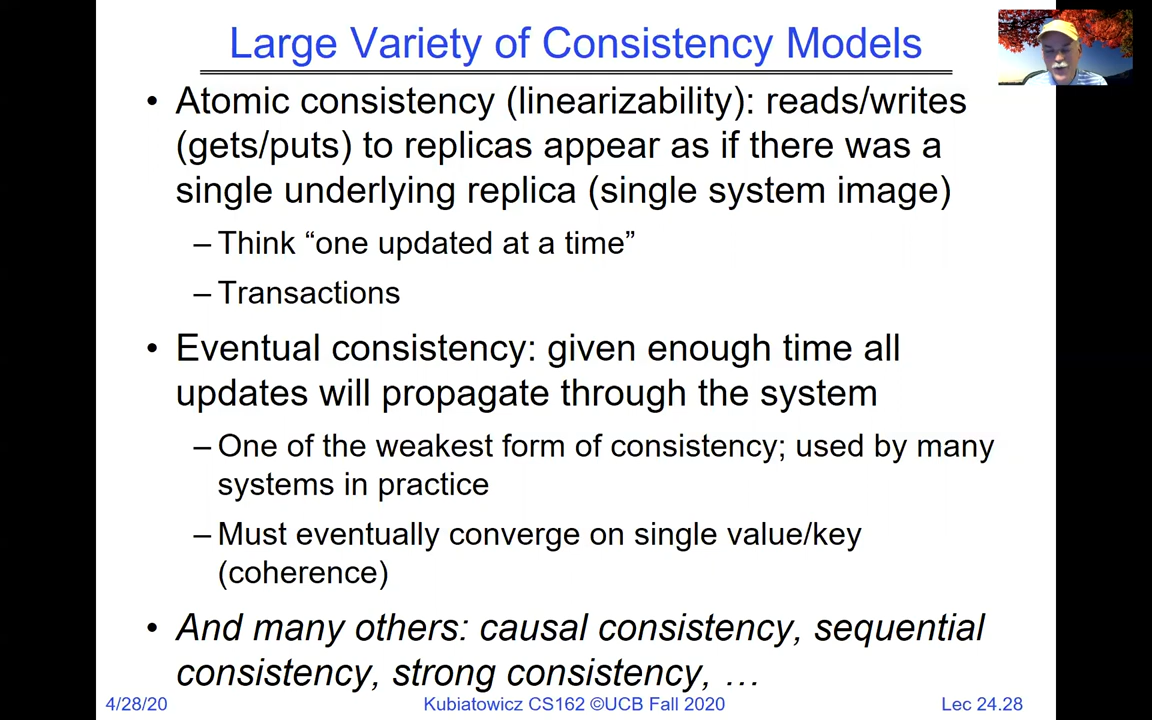 Large Variety of Consistency Models
• Atomic consistency (linearizability): reads/writes
(gets/puts) to replicas appear as if there was a
single underlying replica (single system image)
– Think “one updated at a time”
– Transactions
• Eventual consistency: given enough time all
updates will propagate through the system
– One of the weakest form of consistency; used by many
systems in practice
– Must eventually converge on single value/key
(coherence)
• And many others: causal consistency, sequential
consistency, strong consistency, …
4/28/20
Kubiatowicz CS162 ©UCB Fall 2020
Lec 24.28